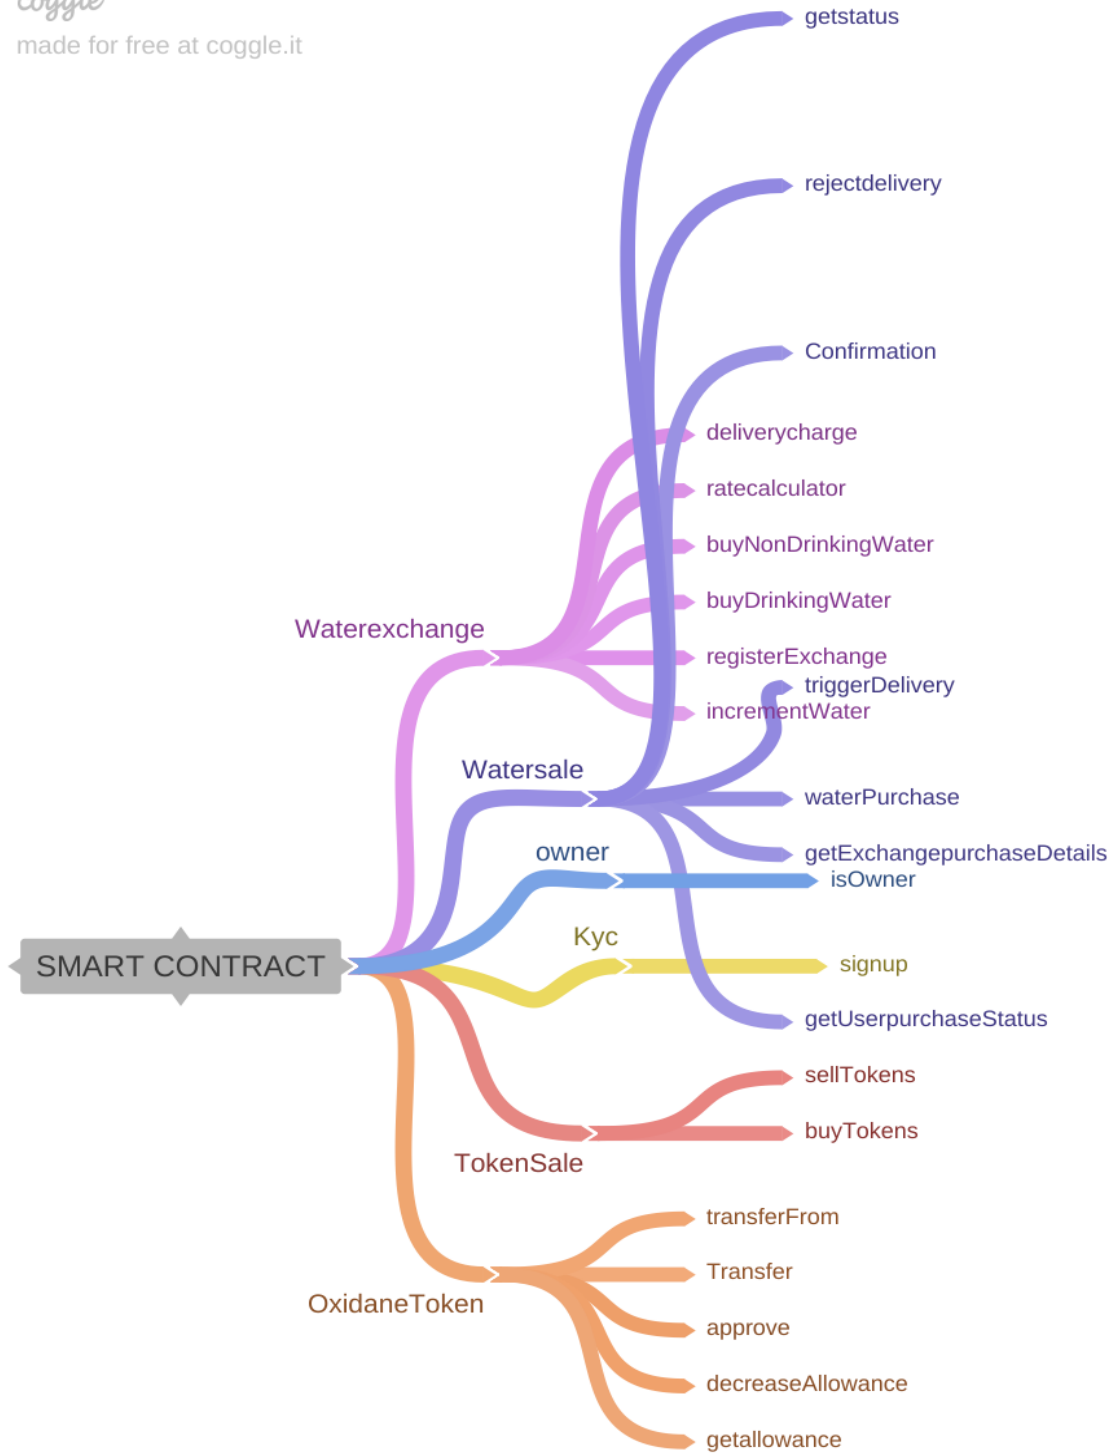 coggle
made for free at coggle.it
getstatus
rejectdelivery
Confirmation
deliverycharge
ratecalculator
buyNonDrinkingWater
buyDrinkingWater
Waterexchange
registerExchange
triggerDelivery
incrementWater
Watersale
waterPurchase
owner
getExchangepurchaseDetails
isOwner
Kyc
SMART CONTRACT
signup
getUserpurchaseStatus
sellTokens
buyTokens
TokenSale
transferFrom
Transfer
OxidaneToken
approve
decreaseAllowance
getallowance